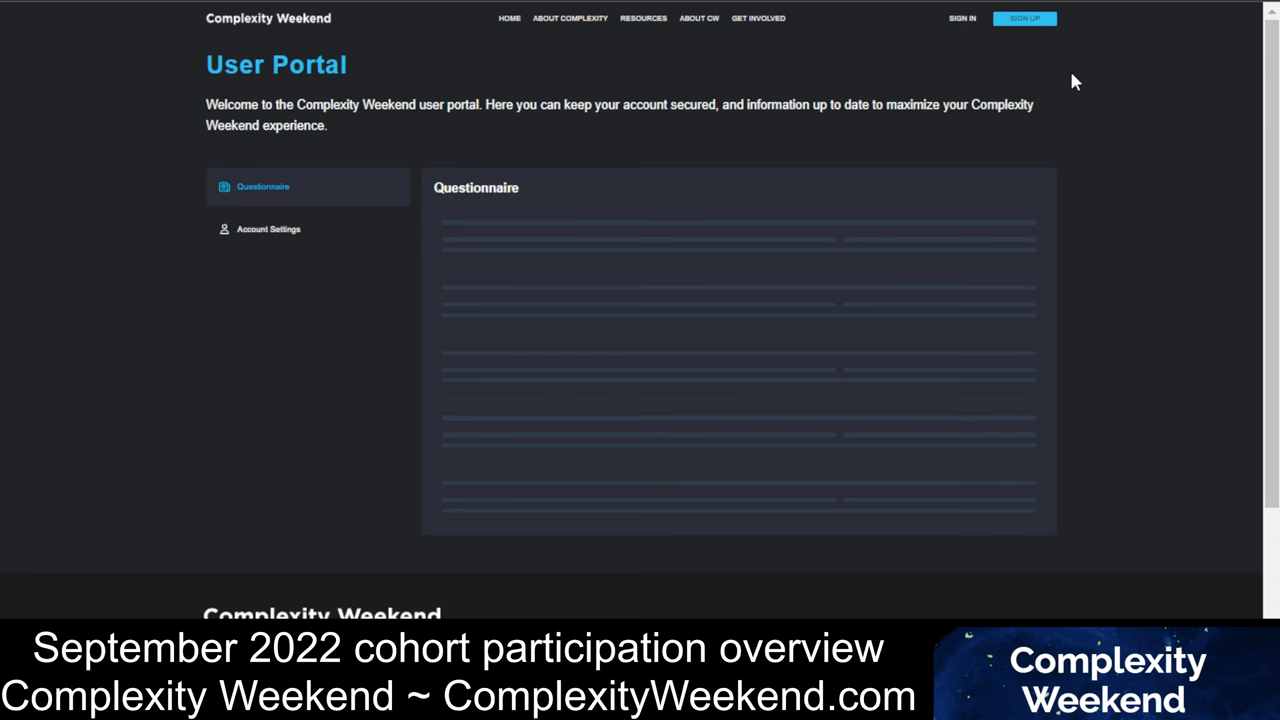 Complexity Weekend
HOME ABOUT COMPLEXITY RESOURCES ABOUT CW GET INVOLVED
SIGN IN SIGN UP
User Portal
Welcome to the Complexity Weekend user portal. Here you can keep your account secured, and information up to date to maximize your Complexity
Weekend experience.
Questionnaire
Account Settings
Questionnaire
Complexity Weekend
September 2022 cohort participation overview
Complexity Weekend ~ ComplexityWeekend.com
Complexity
Weekend